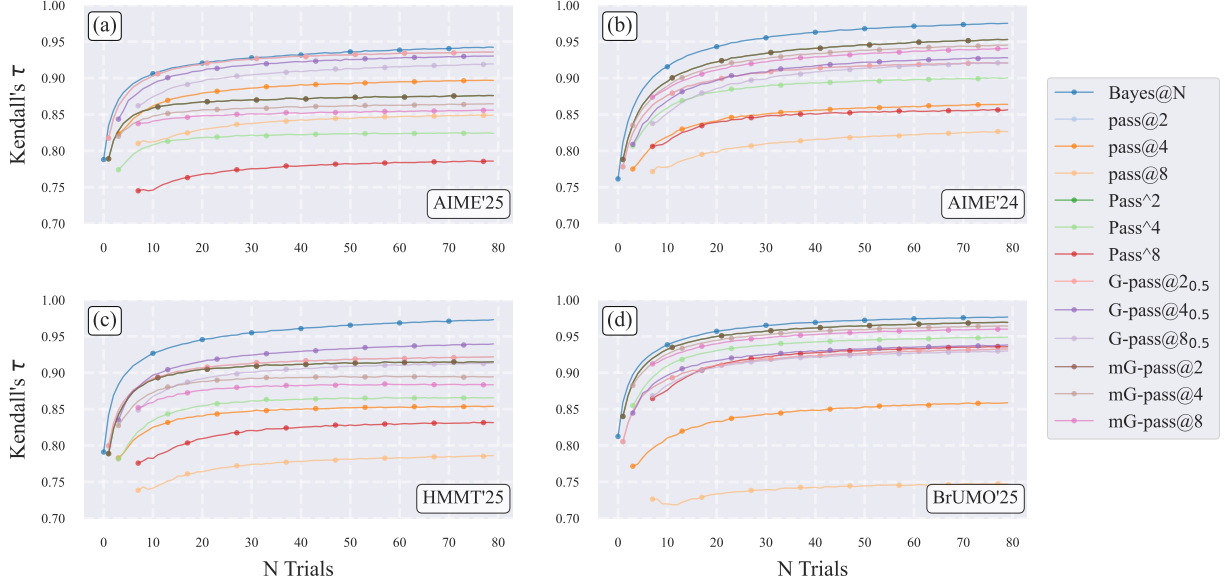 (a)
1.00
0.95
0.90
0.85
0.80
0.75
0.70
Kendall's τ
0 10 20 30 40 50 60 70 80
AIME'25
(b)
1.00
0.95
0.90
0.85
0.80
0.75
0.70
0 10 20 30 40 50 60 70 80
AIME'24
(c)
1.00
0.95
0.90
0.85
0.80
0.75
0.70
Kendall's τ
0 10 20 30 40 50 60 70 80
N Trials
HMMT'25
(d)
1.00
0.95
0.90
0.85
0.80
0.75
0.70
0 10 20 30 40 50 60 70 80
N Trials
BrUMO'25
Bayes@N
pass@2
pass@4
pass@8
Pass^2
Pass^4
Pass^8
G-pass@2₀.₅
G-pass@4₀.₅
G-pass@8₀.₅
mG-pass@2
mG-pass@4
mG-pass@8